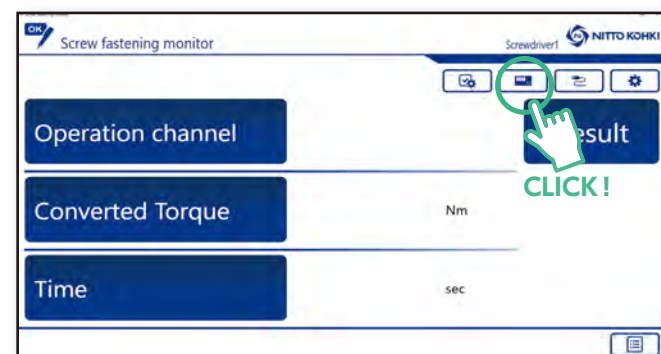 OK
Screw fastening monitor
Screwdriver1 NITTO KOHKI
Operation channel
esult
CLICK!
Converted Torque Nm
Time sec